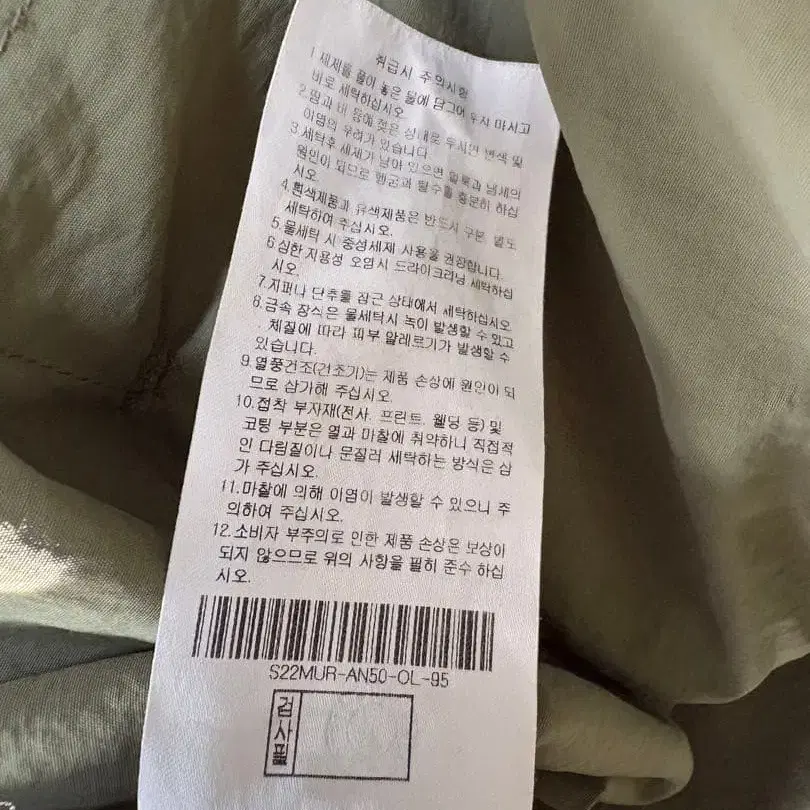 취급시 주의사항
1.세제를 풀어 놓은 물에 담그어 두지 마시고
바로 세탁하십시오
2.땀과 비 등에 젖은 상태로 두시면 변색 및
이염의 우려가 있습니다
3.세탁후 세제가 남아 있으면 얼룩과 냄새의
원인이 되므로 헹굼과 탈수를 충분히 하십
시오.
4.흰색제품과 유색제품은 반드시 구분 별도
세탁하여 주십시오.
5.물세탁 시 중성세제 사용을 권장합니다.
6.심한 지용성 오염시 드라이크리닝 세탁하십
시오.
7.지퍼나 단추를 잠근 상태에서 세탁하십시오
8.금속 장식은 물세탁시 녹이 발생할 수 있고
체질에 따라 피부 알레르기가 발생할 수
있습니다.
9.열풍건조(건조기)는 제품 손상에 원인이 되
므로 삼가해 주십시오.
10.접착 부자재(전사, 프린트, 웰딩 등) 및
코팅 부분은 열과 마찰에 취약하니 직접적
인 다림질이나 문질러 세탁하는 방식은 삼
가 주십시오.
11.마찰에 의해 이염이 발생할 수 있으니 주
의하여 주십시오.
12.소비자 부주의로 인한 제품 손상은 보상이
되지 않으므로 위의 사항을 필히 준수 하십
시오.
S22MUR-AN50-OL-95
검사필